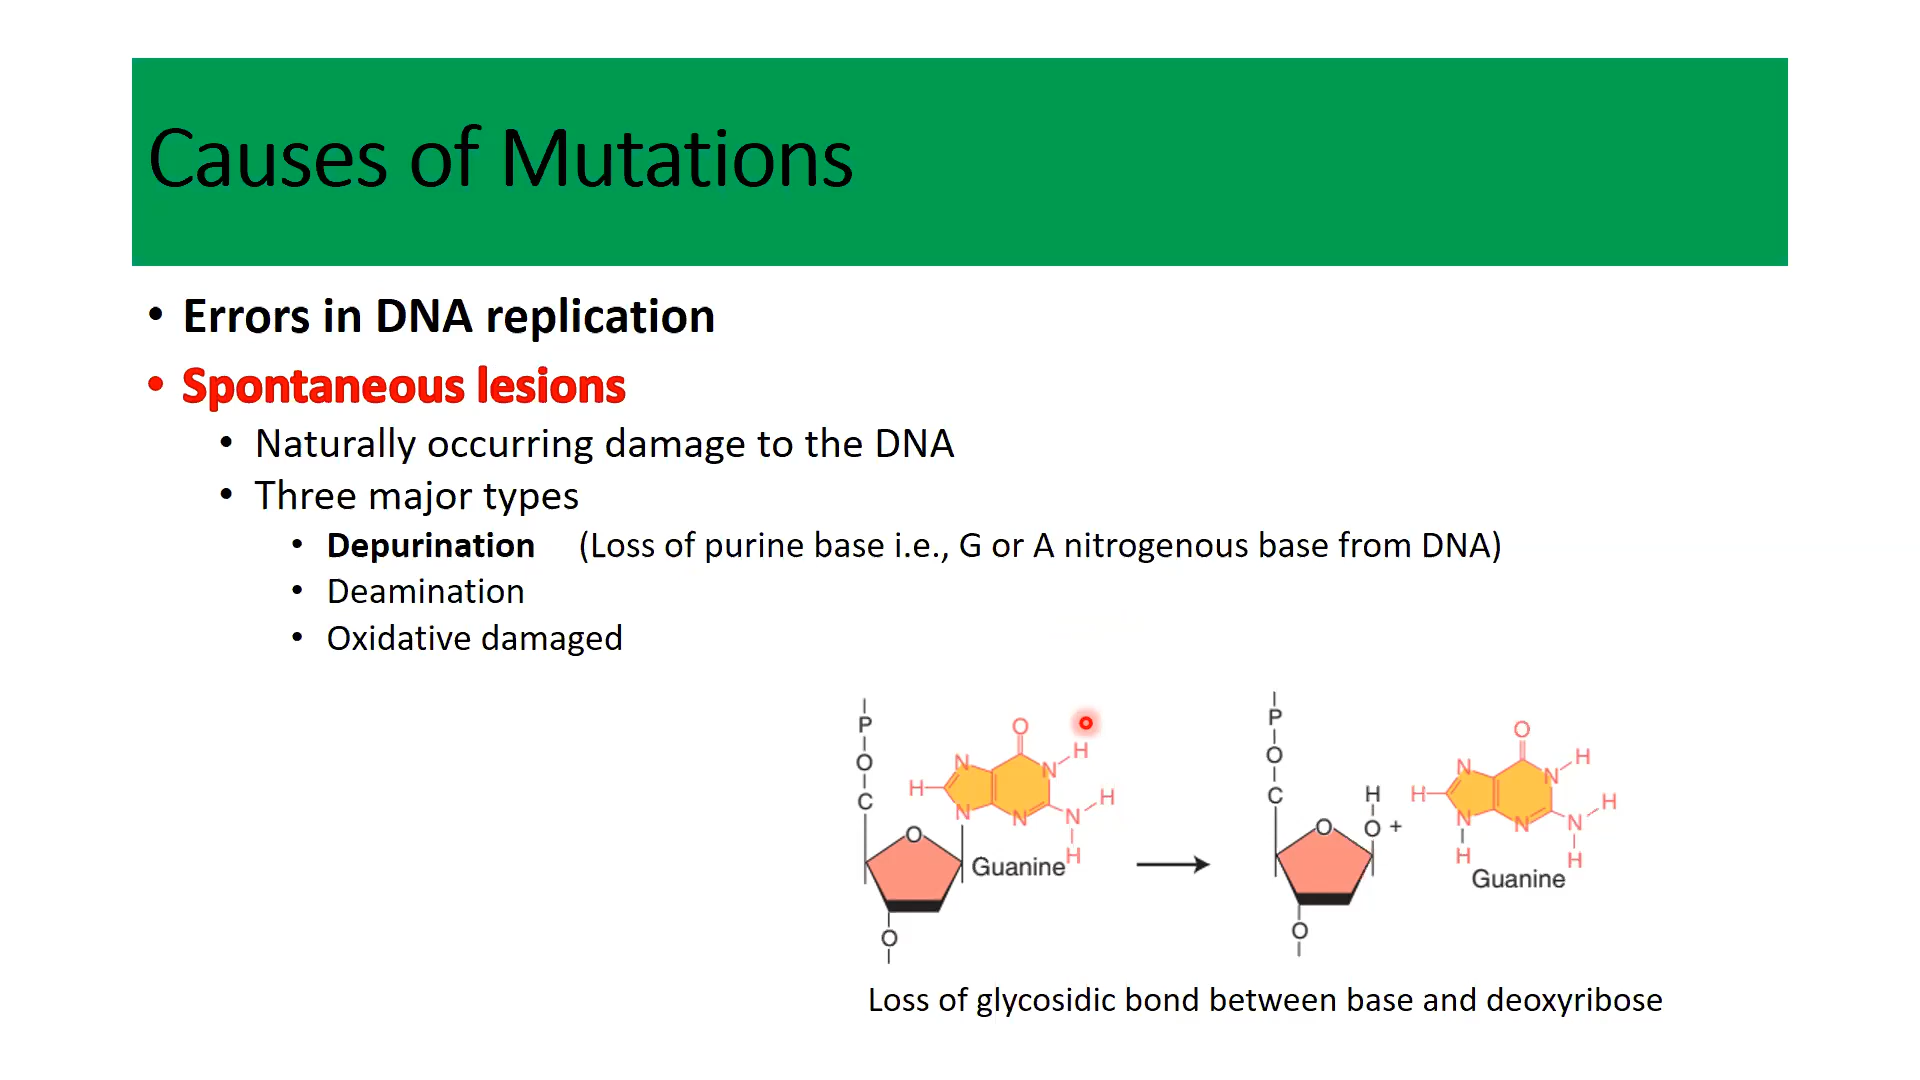 Causes of Mutations
• Errors in DNA replication
• Spontaneous lesions
• Naturally occurring damage to the DNA
• Three major types
• Depurination (Loss of purine base i.e., G or A nitrogenous base from DNA)
• Deamination
• Oxidative damaged
P
O
C
O
O
N
H
H
N
N
N
N
H
H
O
Guanine
P
O
C
O
H
O +
O
N
H
H
N
N
N
N
H
H
H
O
Guanine
Loss of glycosidic bond between base and deoxyribose